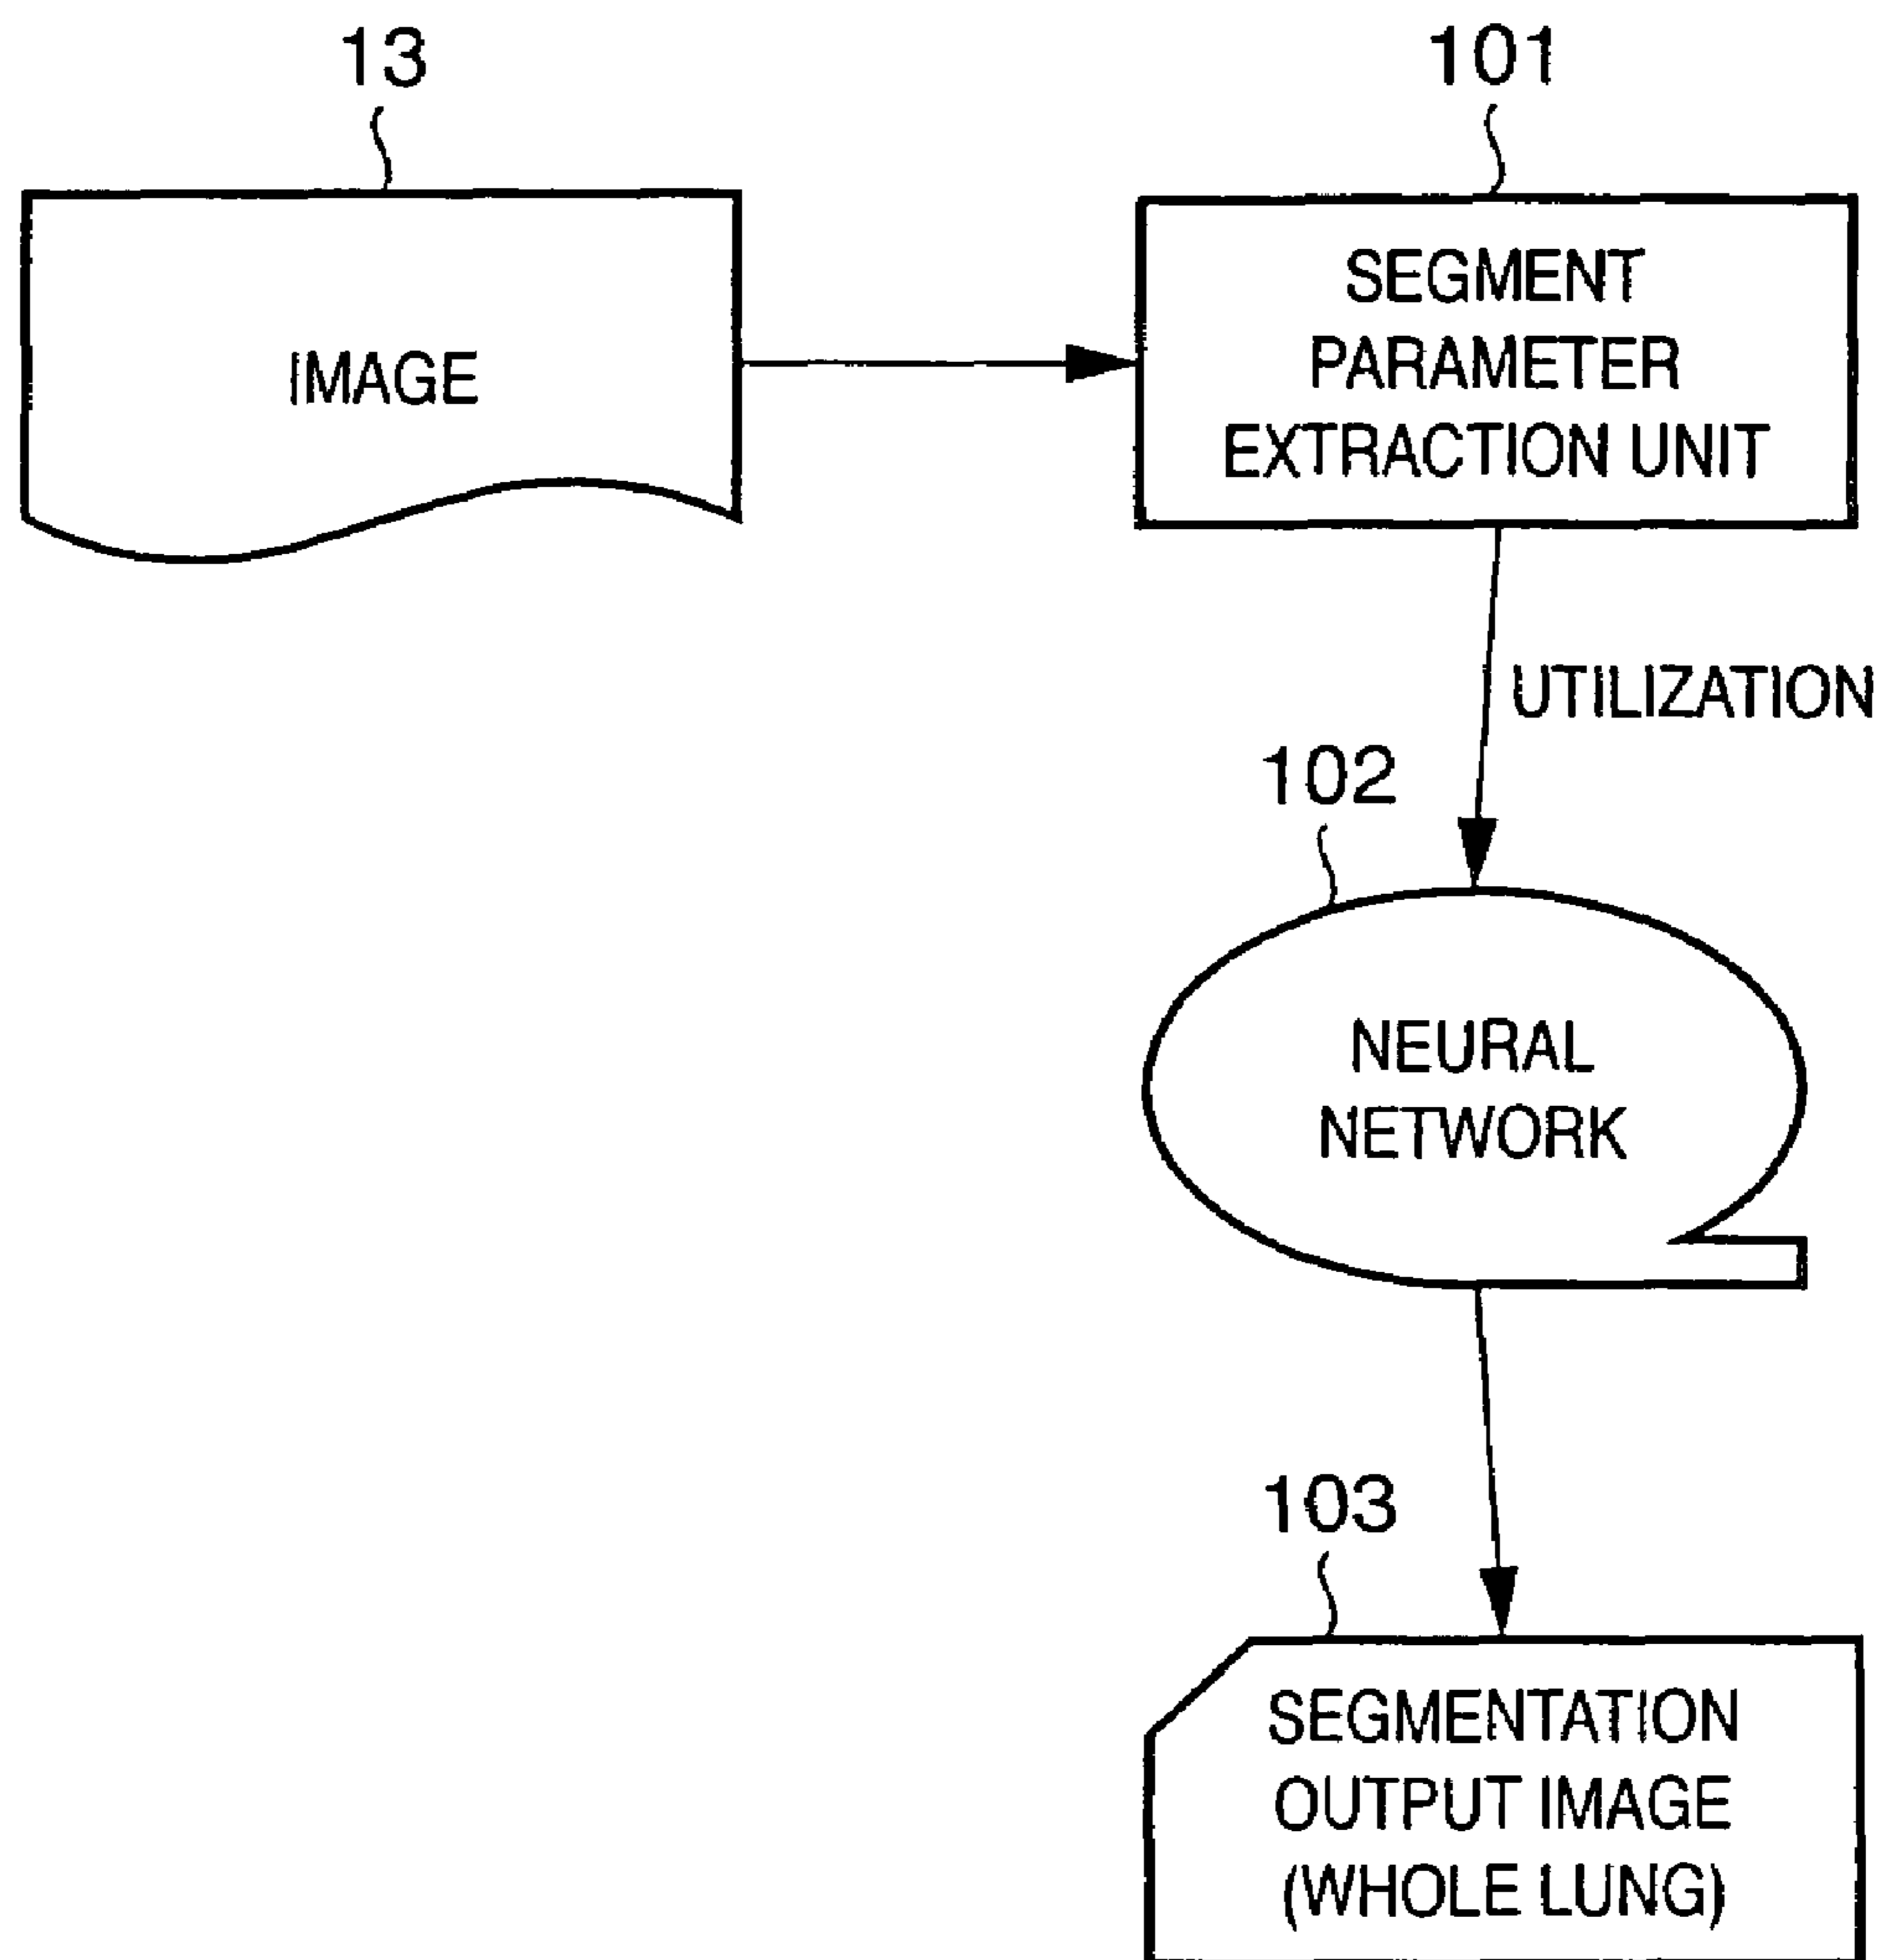 13
101
IMAGE
SEGMENT
PARAMETER
EXTRACTION UNIT
UTILIZATION
102
NEURAL
NETWORK
103
SEGMENTATION
OUTPUT IMAGE
(WHOLE LUNG)